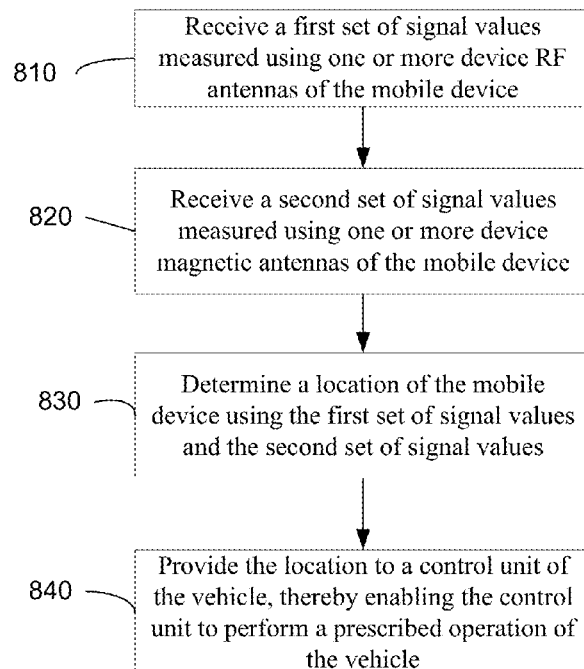 810
Receive a first set of signal values
measured using one or more device RF
antennas of the mobile device
820
Receive a second set of signal values
measured using one or more device
magnetic antennas of the mobile device
830
Determine a location of the mobile
device using the first set of signal values
and the second set of signal values
840
Provide the location to a control unit of
the vehicle, thereby enabling the control
unit to perform a prescribed operation of
the vehicle